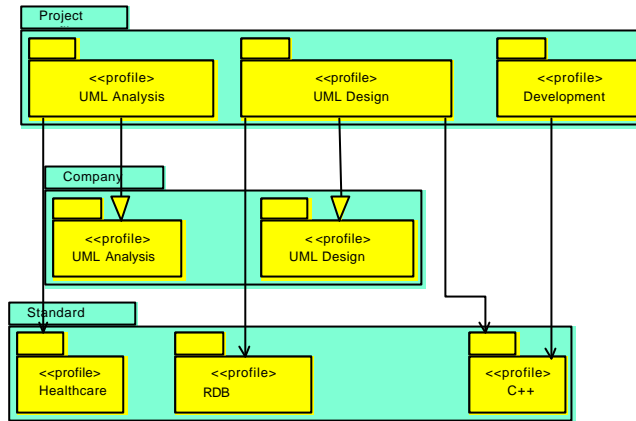 Project
<<profile>>
UML Analysis
<<profile>>
UML Design
<<profile>>
Development
Company
<<profile>>
UML Analysis
<<profile>>
UML Design
Standard
<<profile>>
Healthcare
<<profile>>
RDB
<<profile>>
C++